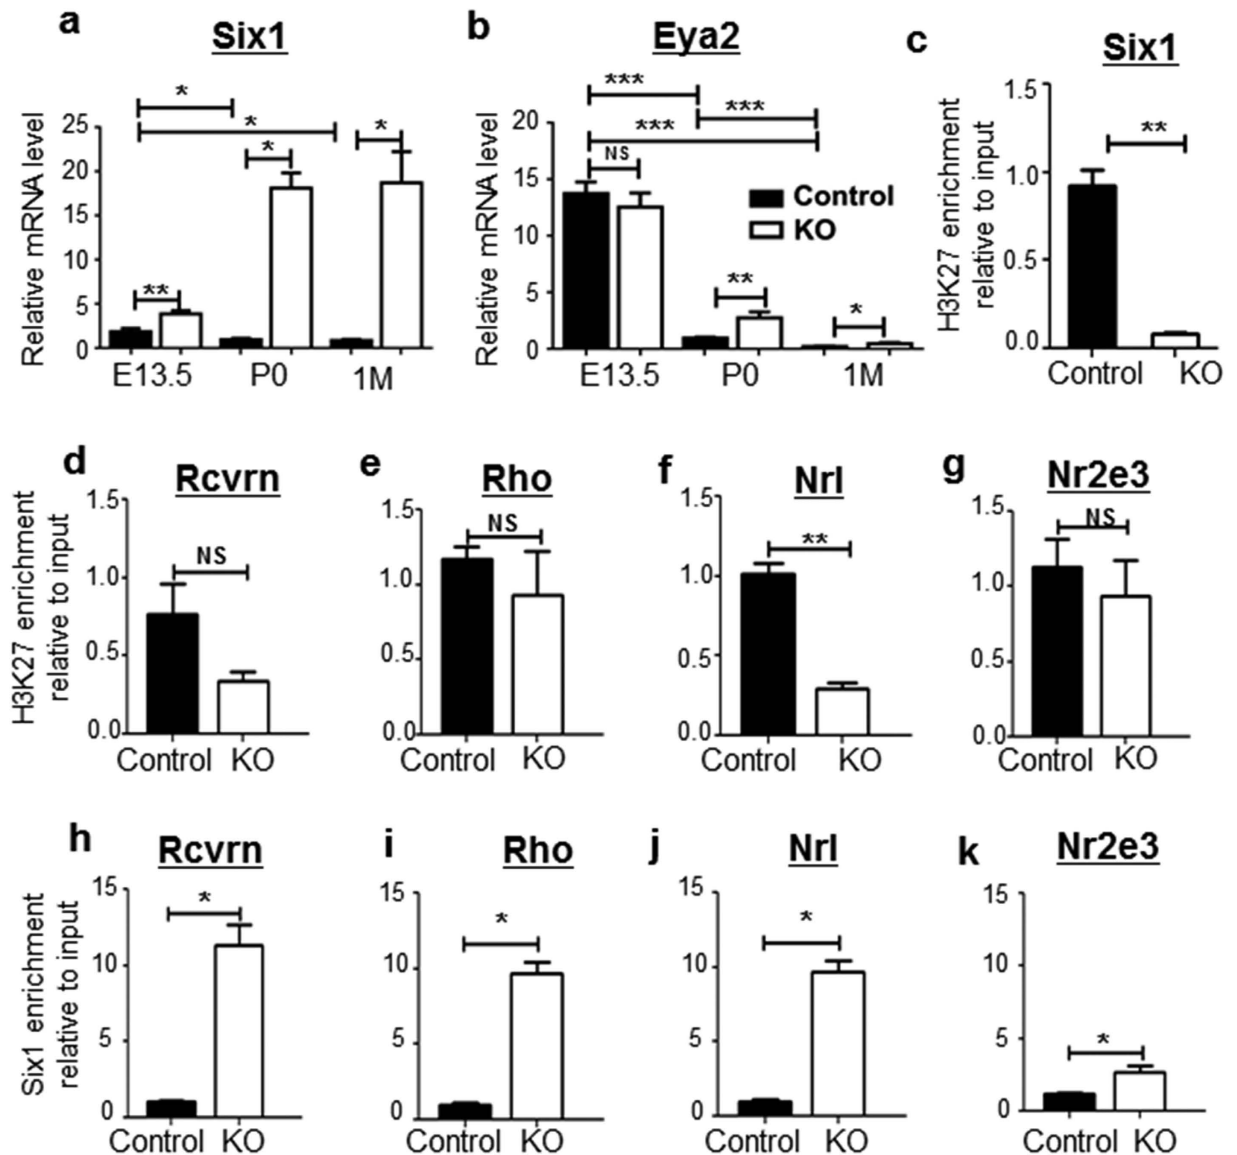 a
Six1
Relative mRNA level
25
20
15
10
5
0
*
*
**
*
*
E13.5 P0 1M
b
Eya2
Relative mRNA level
20
15
10
5
0
***
***
***
NS
**
*
Control
KO
E13.5 P0 1M
c
Six1
H3K27 enrichment
relative to input
1.5
1.0
0.5
0.0
**
Control KO
d
Rcvrn
H3K27 enrichment
relative to input
1.5
1.0
0.5
0.0
NS
Control KO
e
Rho
1.5
1.0
0.5
0.0
NS
Control KO
f
Nrl
1.5
1.0
0.5
0.0
**
Control KO
g
Nr2e3
1.5
1.0
0.5
0.0
NS
Control KO
h
Rcvrn
Six1 enrichment
relative to input
15
10
5
0
*
Control KO
i
Rho
15
10
5
0
*
Control KO
j
Nrl
15
10
5
0
*
Control KO
k
Nr2e3
15
10
5
0
*
Control KO